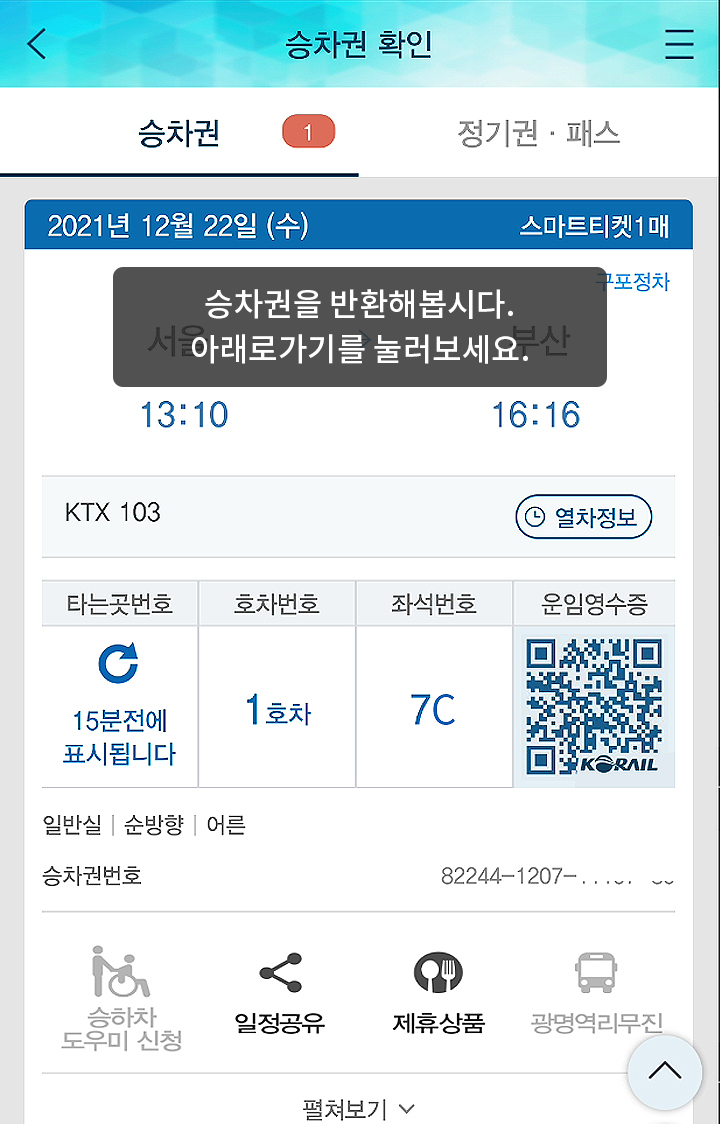 승차권 확인
승차권 1 정기권 · 패스
2021년 12월 22일 (수) 스마트티켓1매
구포정차
승차권을 반환해봅시다.
서울 부산
아래로가기를 눌러보세요.
13:10 16:16
KTX 103 열차정보
타는곳번호 호차번호 좌석번호 운임영수증
15분전에
표시됩니다
1호차 7C
KORAIL
일반실 | 순방향 | 어른
승차권번호 82244-1207-
승하차
도우미 신청
일정공유 제휴상품 광명역리무진
펼쳐보기